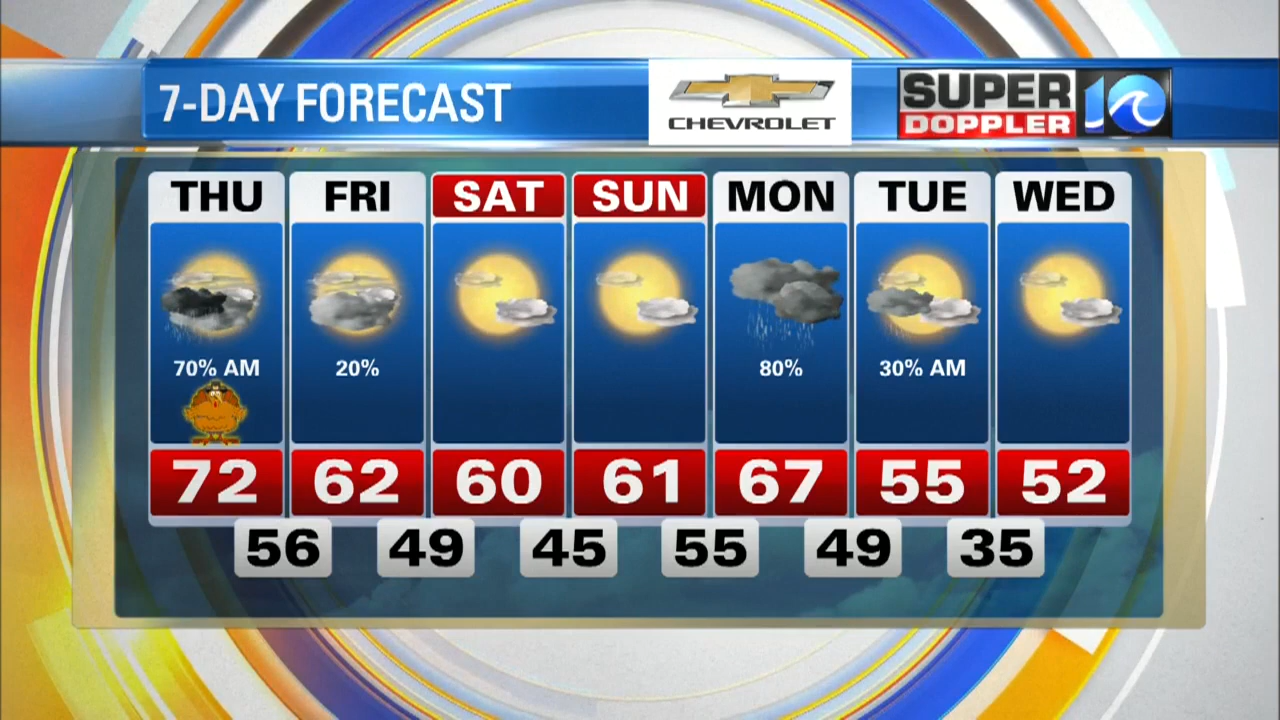 7-DAY FORECAST
CHEVROLET
SUPER
DOPPLER
10
THU FRI SAT SUN MON TUE WED
70% AM 20% 80% 30% AM
72 62 60 61 67 55 52
56 49 45 55 49 35